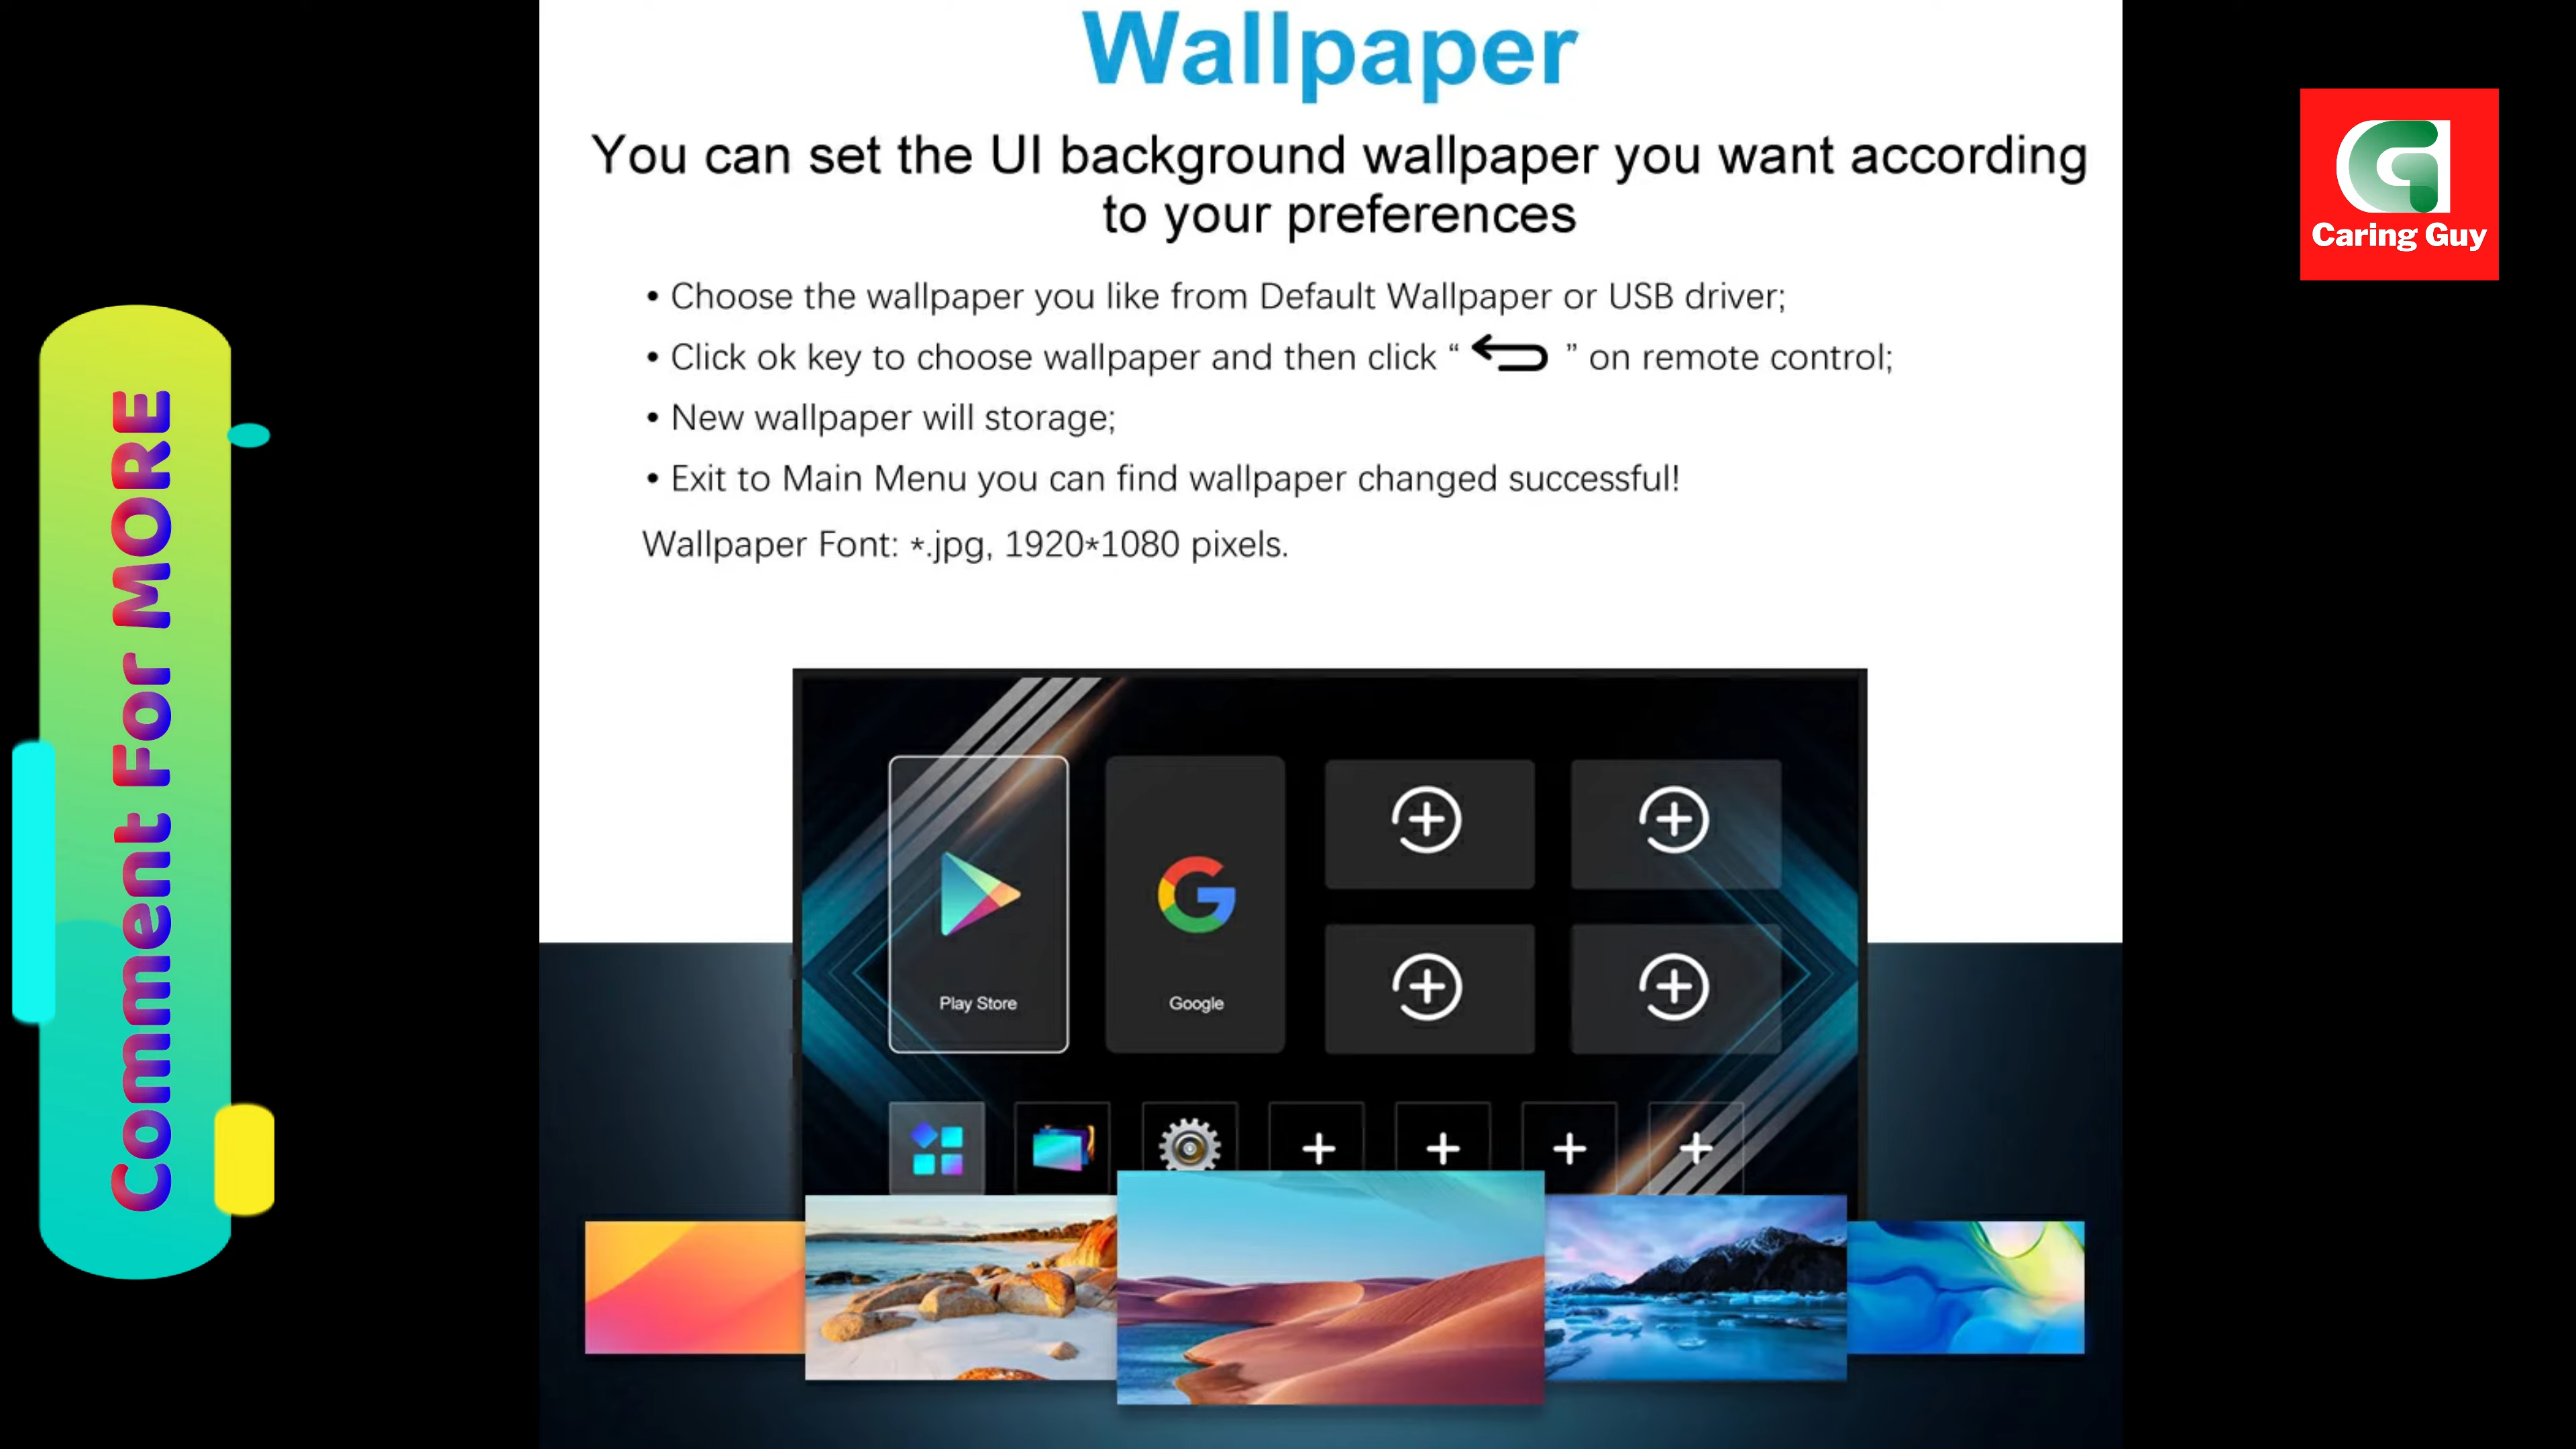 Wallpaper
You can set the UI background wallpaper you want according
to your preferences
• Choose the wallpaper you like from Default Wallpaper or USB driver;
• Click ok key to choose wallpaper and then click “ ” on remote control;
• New wallpaper will storage;
• Exit to Main Menu you can find wallpaper changed successful!
Wallpaper Font: *.jpg, 1920*1080 pixels.
Play Store
Google
Comment For MORE
Caring Guy